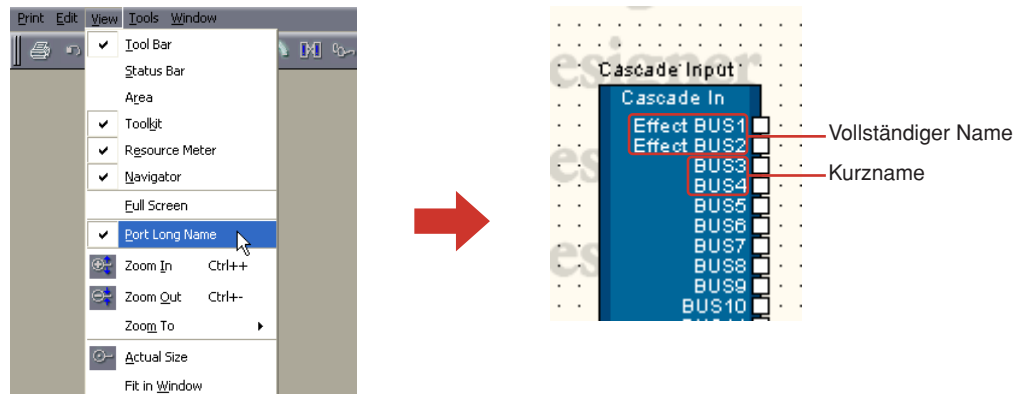 Print Edit View Tools Window
Tool Bar
Status Bar
Area
Toolkit
Resource Meter
Navigator
Full Screen
Port Long Name
Zoom In Ctrl++
Zoom Out Ctrl+-
Zoom To
Actual Size
Fit in Window
esigner
Cascade Input
Cascade In
Effect BUS1
Effect BUS2
BUS3
BUS4
BUS5
BUS6
BUS7
BUS8
BUS9
BUS10
Vollständiger Name
Kurzname